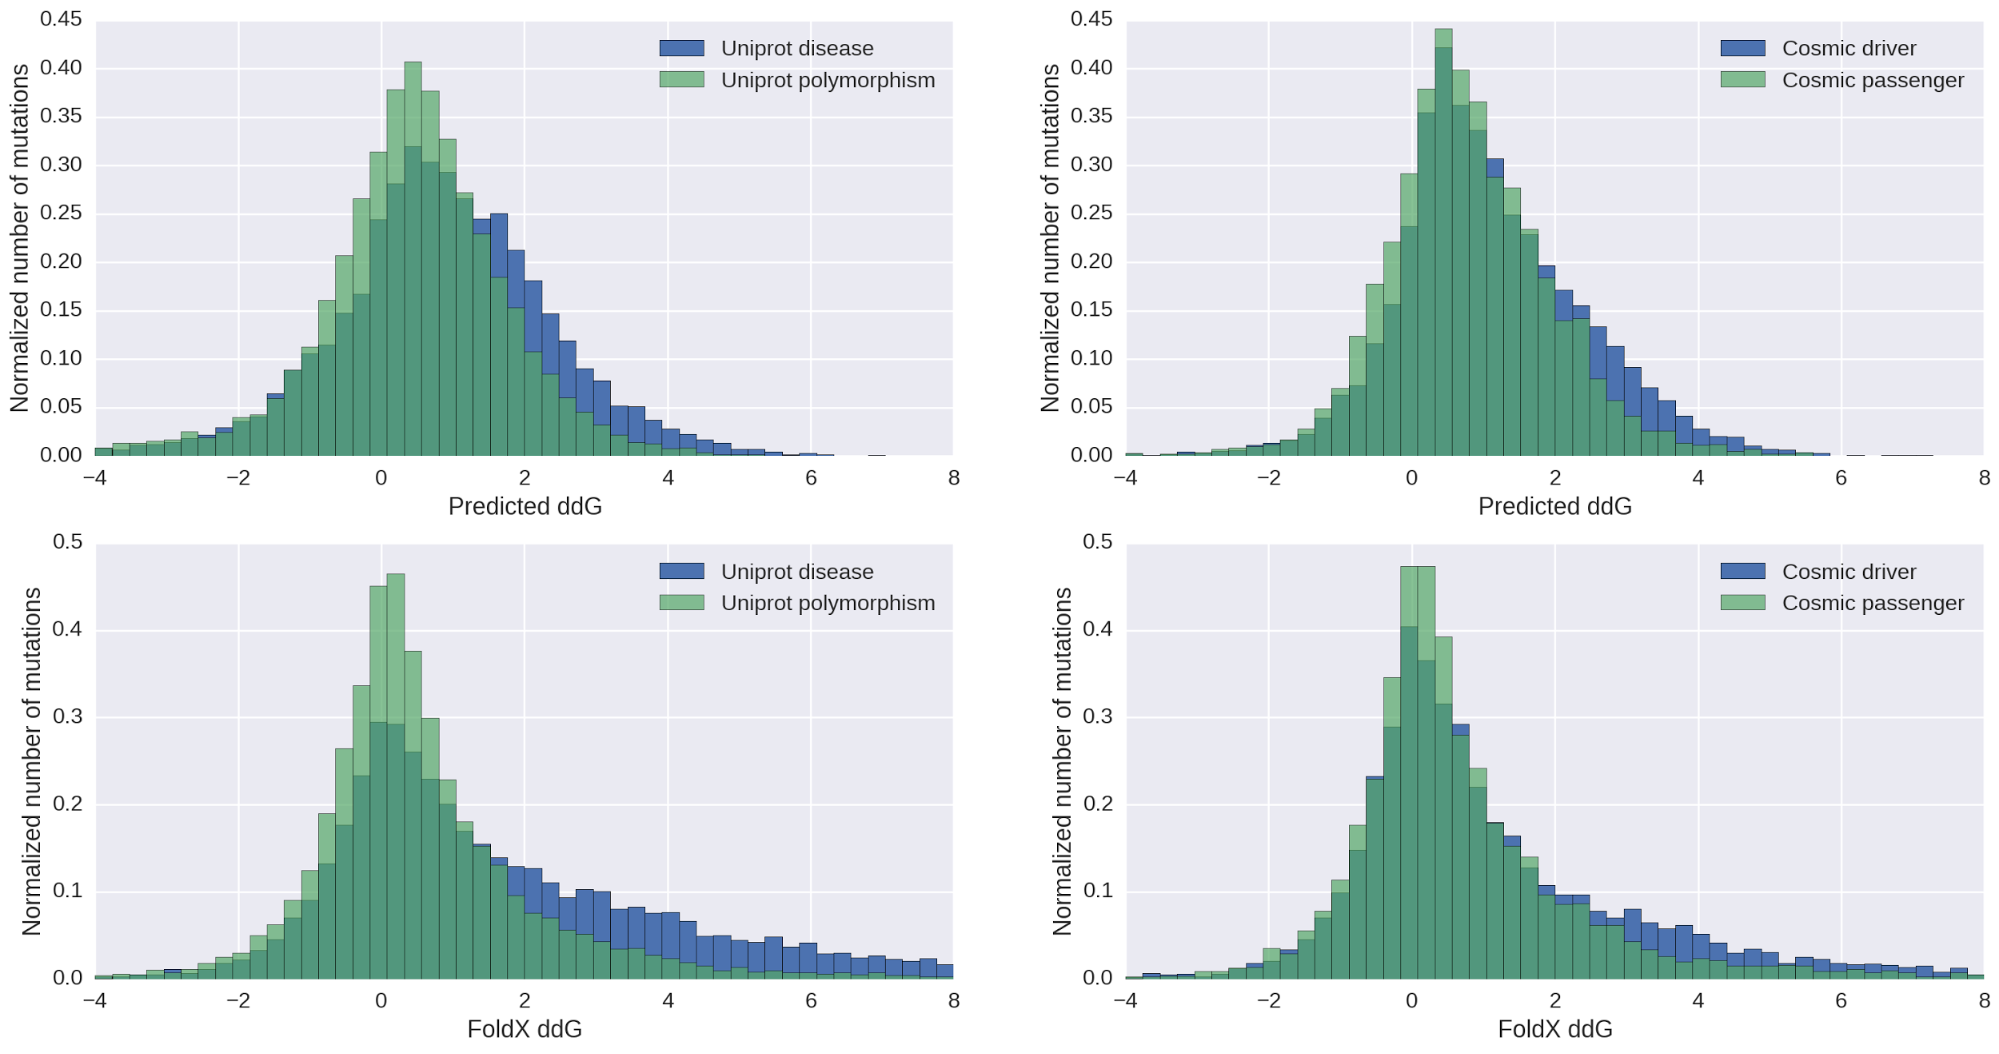 0.45
0.40
0.35
0.30
0.25
0.20
0.15
0.10
0.05
0.00
Normalized number of mutations
Uniprot disease
Uniprot polymorphism
−4 −2 0 2 4 6 8
Predicted ddG
0.45
0.40
0.35
0.30
0.25
0.20
0.15
0.10
0.05
0.00
Normalized number of mutations
Cosmic driver
Cosmic passenger
−4 −2 0 2 4 6 8
Predicted ddG
0.5
0.4
0.3
0.2
0.1
0.0
Normalized number of mutations
Uniprot disease
Uniprot polymorphism
−4 −2 0 2 4 6 8
FoldX ddG
0.5
0.4
0.3
0.2
0.1
0.0
Normalized number of mutations
Cosmic driver
Cosmic passenger
−4 −2 0 2 4 6 8
FoldX ddG